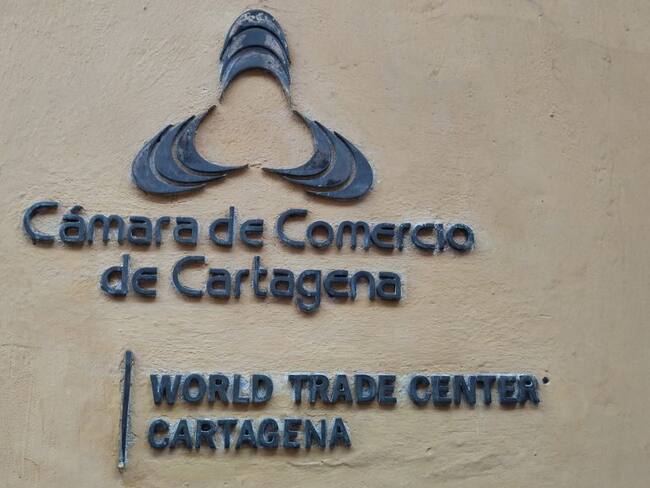 Cámara de Comercio
de Cartagena
WORLD TRADE CENTER
CARTAGENA